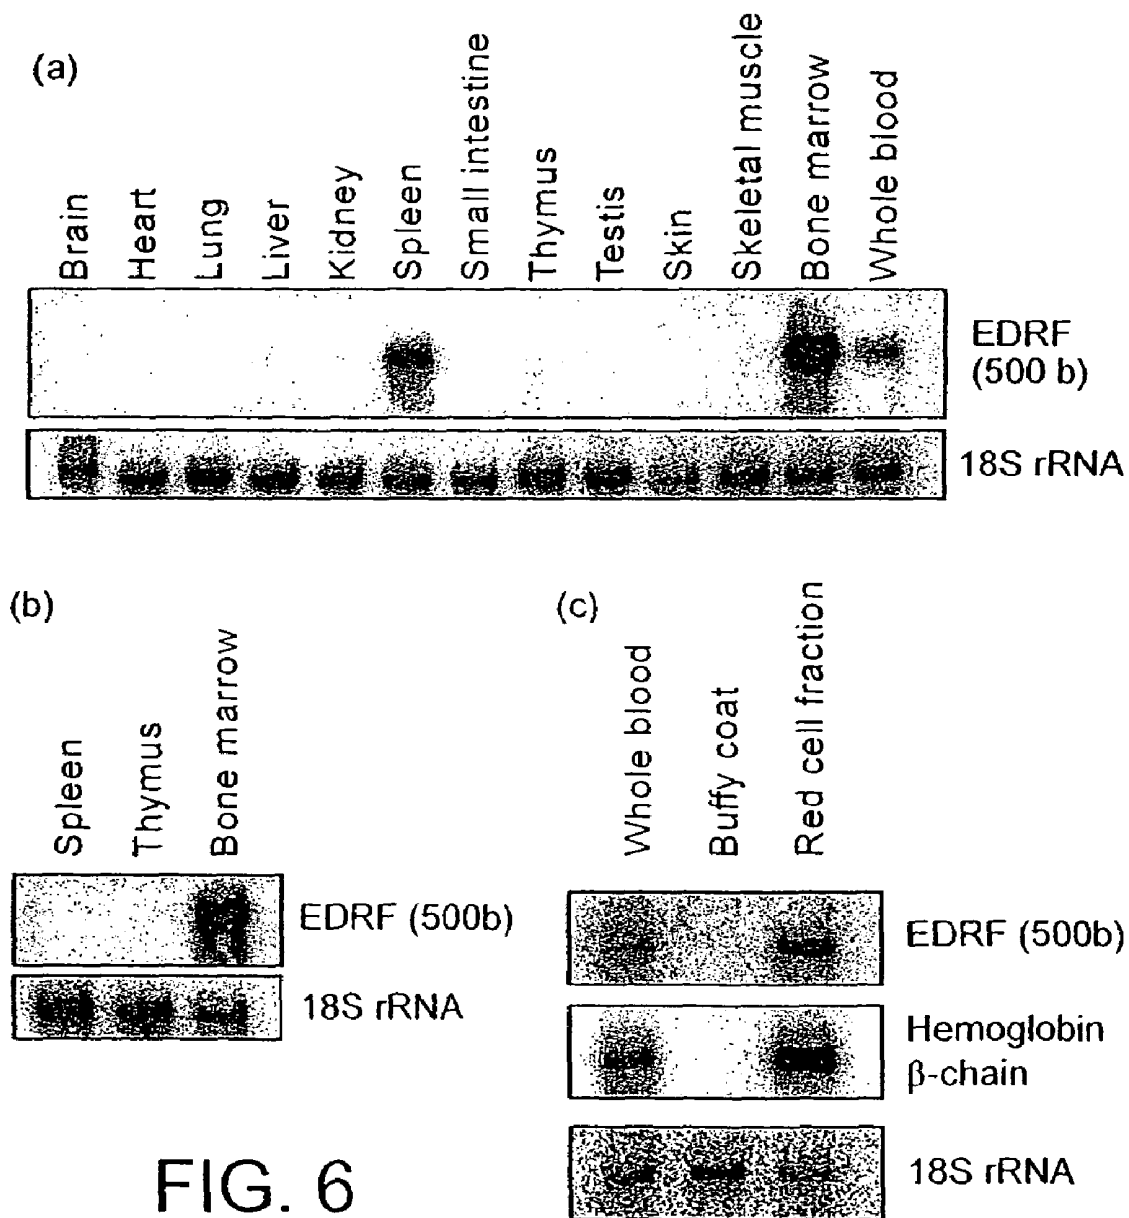 (a)
Brain
Heart
Lung
Liver
Kidney
Spleen
Small intestine
Thymus
Testis
Skin
Skeletal muscle
Bone marrow
Whole blood
EDRF
(500 b)
18S rRNA
(b)
Spleen
Thymus
Bone marrow
EDRF (500b)
18S rRNA
(c)
Whole blood
Buffy coat
Red cell fraction
EDRF (500b)
Hemoglobin
β-chain
18S rRNA
FIG. 6